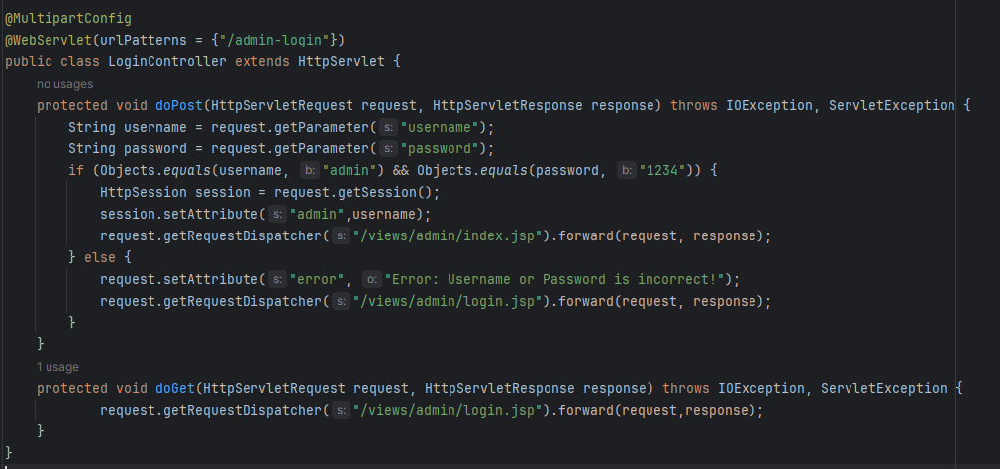 @MultipartConfig
@WebServlet(urlPatterns = {"/admin-login"})
public class LoginController extends HttpServlet {
no usages
protected void doPost(HttpServletRequest request, HttpServletResponse response) throws IOException, ServletException {
String username = request.getParameter( s: "username");
String password = request.getParameter( s: "password");
if (Objects.equals(username, b: "admin") && Objects.equals(password, b: "1234")) {
HttpSession session = request.getSession();
session.setAttribute( s: "admin",username);
request.getRequestDispatcher( s: "/views/admin/index.jsp").forward(request, response);
} else {
request.setAttribute( s: "error", o: "Error: Username or Password is incorrect!");
request.getRequestDispatcher( s: "/views/admin/login.jsp").forward(request, response);
}
}
1 usage
protected void doGet(HttpServletRequest request, HttpServletResponse response) throws IOException, ServletException {
request.getRequestDispatcher( s: "/views/admin/login.jsp").forward(request,response);
}
}